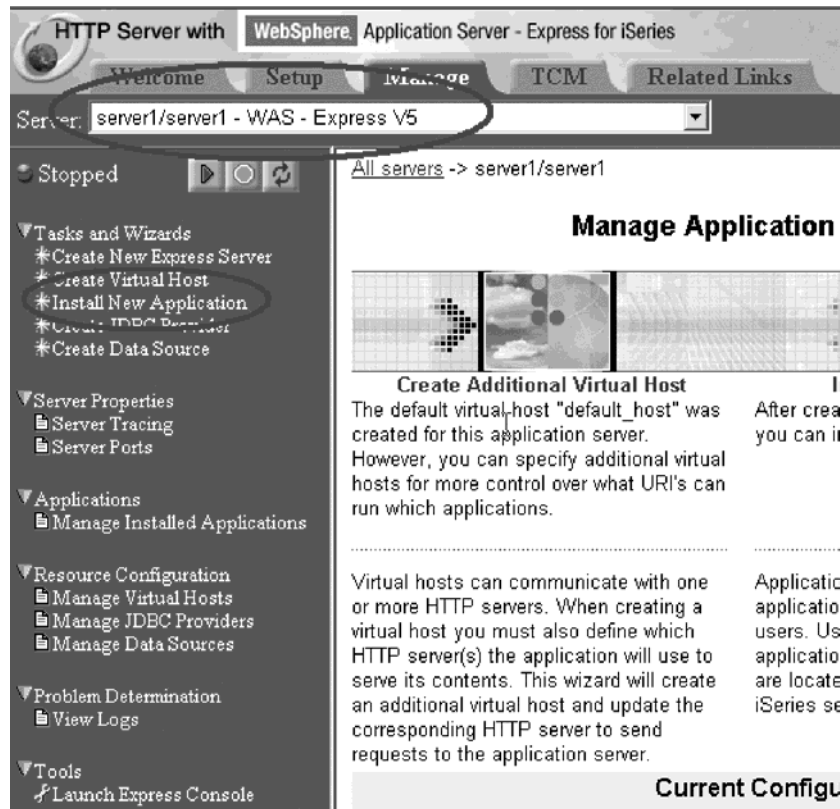 HTTP Server with WebSphere. Application Server - Express for iSeries
Welcome Setup Manage TCM Related Links
Server: server1/server1 - WAS - Express V5
Stopped
Tasks and Wizards
Create New Express Server
Create Virtual Host
Install New Application
Create JDBC Provider
Create Data Source
Server Properties
Server Tracing
Server Ports
Applications
Manage Installed Applications
Resource Configuration
Manage Virtual Hosts
Manage JDBC Providers
Manage Data Sources
Problem Determination
View Logs
Tools
Launch Express Console
All servers -> server1/server1
Manage Application
Create Additional Virtual Host
The default virtual host "default_host" was
created for this application server.
However, you can specify additional virtual
hosts for more control over what URI's can
run which applications.
Virtual hosts can communicate with one
or more HTTP servers. When creating a
virtual host you must also define which
HTTP server(s) the application will use to
serve its contents. This wizard will create
an additional virtual host and update the
corresponding HTTP server to send
requests to the application server.
I
After crea
you can i
Applicatio
applicatio
users. Us
applicatio
are locate
iSeries se
Current Configu